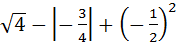 √4 − |−3/4| + (−1/2)²